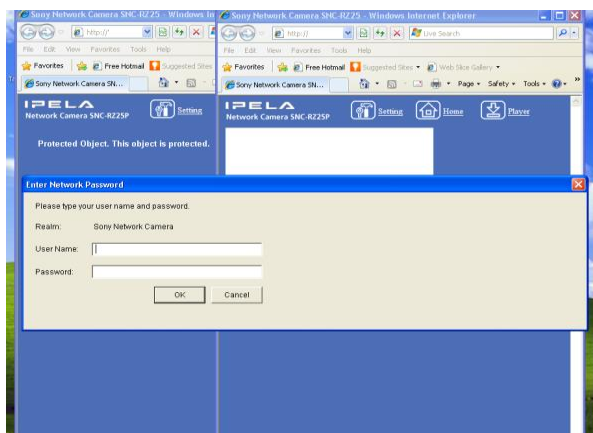 Sony Network Camera SNC-RZ25 - Windows In
Sony Network Camera SNC-RZ25 - Windows Internet Explorer
http://
http://
Live Search
File Edit View Favorites Tools Help
File Edit View Favorites Tools Help
Favorites Free Hotmail Suggested Sites
Favorites Free Hotmail Suggested Sites Web Slice Gallery
Sony Network Camera SN...
Sony Network Camera SN... Page Safety Tools
IPELA
Network Camera SNC-RZ25P
Setting
IPELA
Network Camera SNC-RZ25P
Setting Home Player
Protected Object. This object is protected.
Enter Network Password
Please type your user name and password.
Realm: Sony Network Camera
User Name:
Password:
OK Cancel